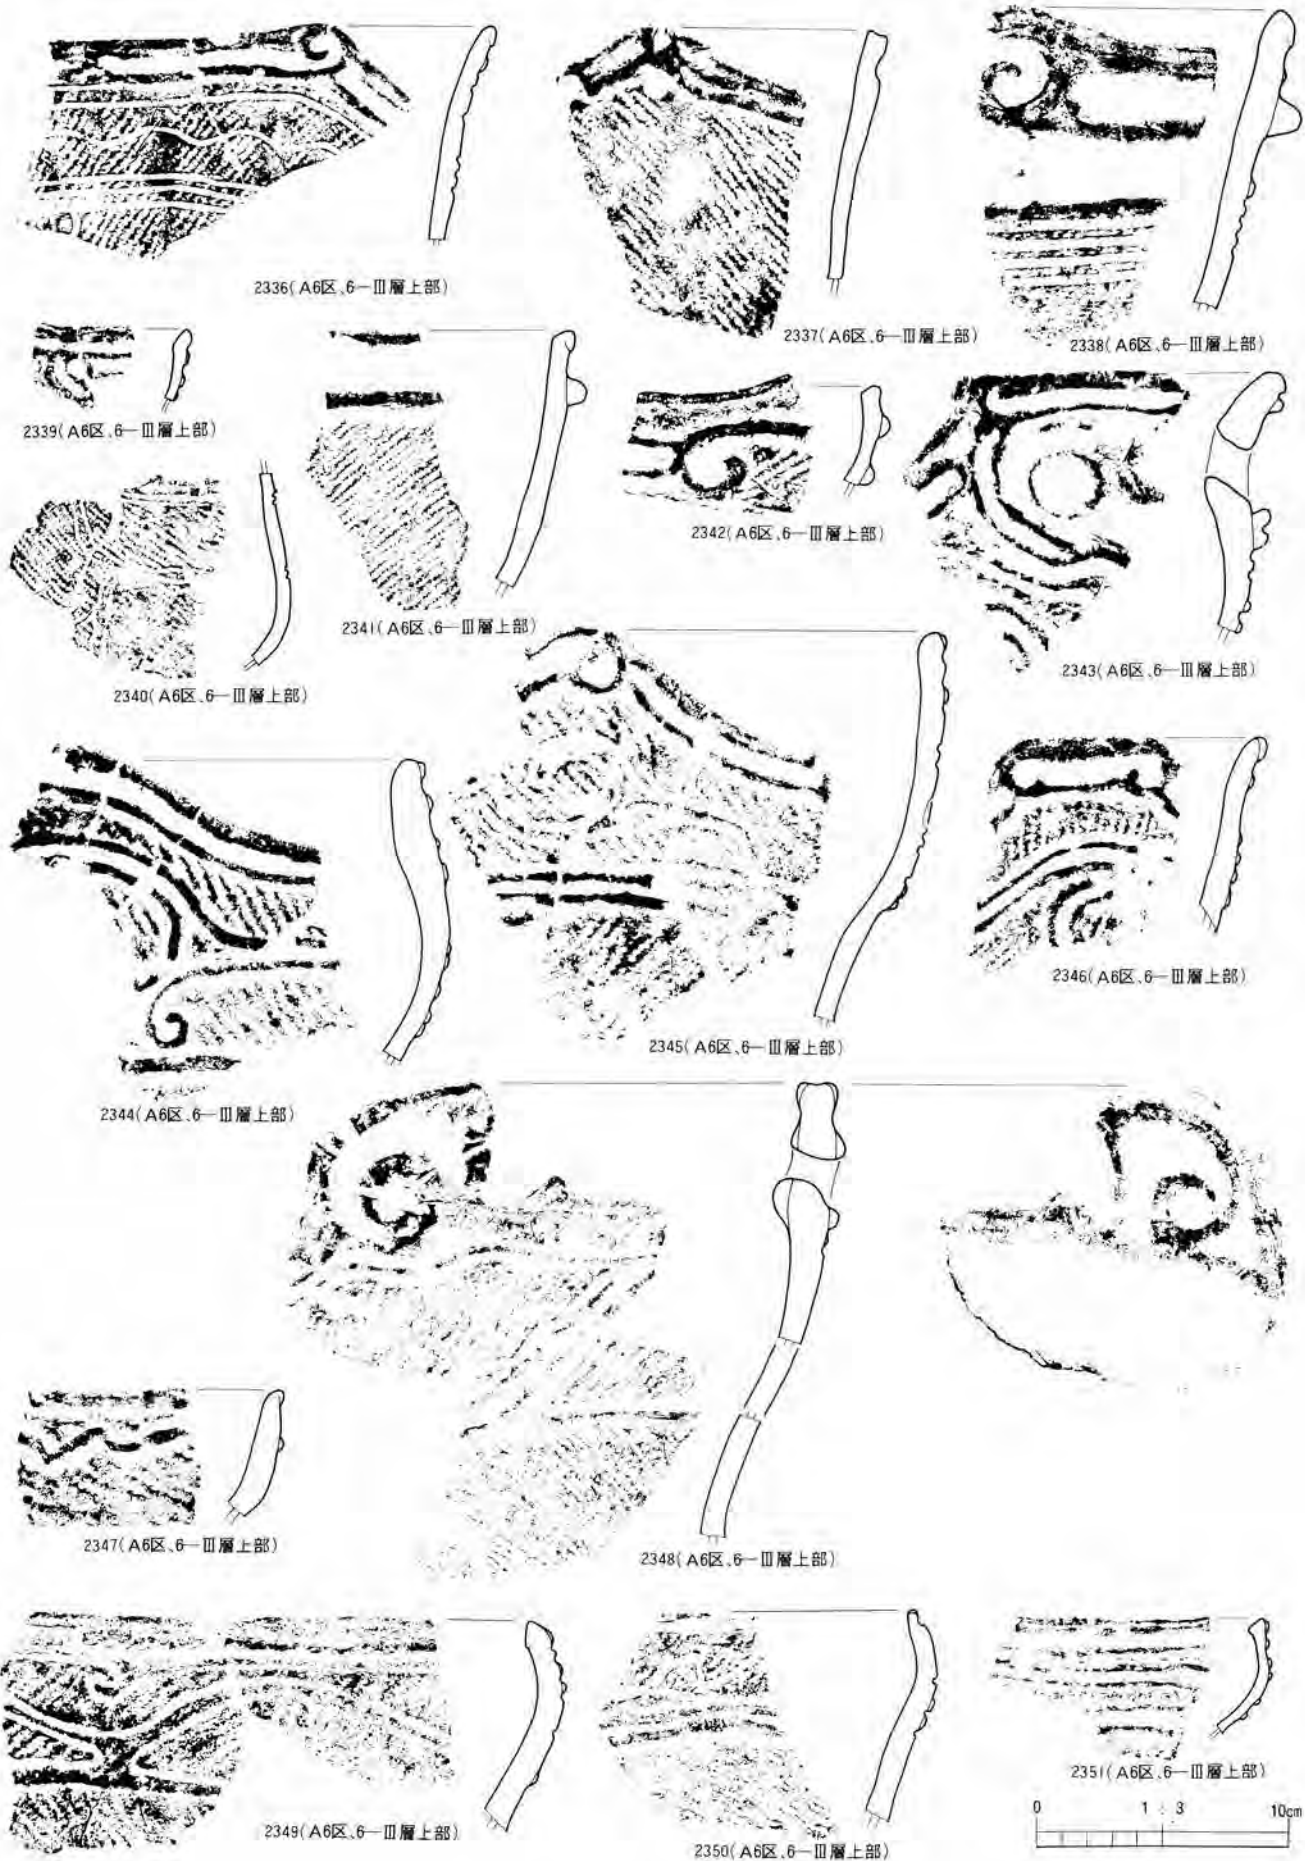 2336(A6区、6—Ⅲ層上部)
2337(A6区、6—Ⅲ層上部)
2338(A6区、6—Ⅲ層上部)
2339(A6区、6—Ⅲ層上部)
2340(A6区、6—Ⅲ層上部)
2341(A6区、6—Ⅲ層上部)
2342(A6区、6—Ⅲ層上部)
2343(A6区、6—Ⅲ層上部)
2344(A6区、6—Ⅲ層上部)
2345(A6区、6—Ⅲ層上部)
2346(A6区、6—Ⅲ層上部)
2347(A6区、6—Ⅲ層上部)
2348(A6区、6—Ⅲ層上部)
2349(A6区、6—Ⅲ層上部)
2350(A6区、6—Ⅲ層上部)
2351(A6区、6—Ⅲ層上部)
0 1:3 10cm